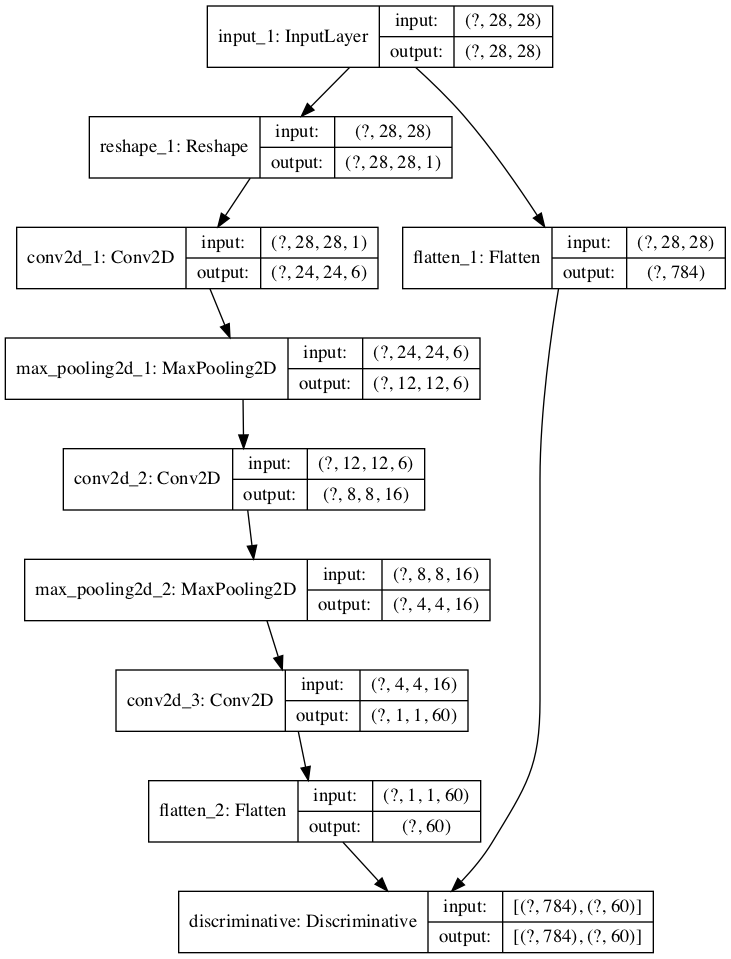 input_1: InputLayer
input: (?, 28, 28)
output: (?, 28, 28)
reshape_1: Reshape
input: (?, 28, 28)
output: (?, 28, 28, 1)
conv2d_1: Conv2D
input: (?, 28, 28, 1)
output: (?, 24, 24, 6)
flatten_1: Flatten
input: (?, 28, 28)
output: (?, 784)
max_pooling2d_1: MaxPooling2D
input: (?, 24, 24, 6)
output: (?, 12, 12, 6)
conv2d_2: Conv2D
input: (?, 12, 12, 6)
output: (?, 8, 8, 16)
max_pooling2d_2: MaxPooling2D
input: (?, 8, 8, 16)
output: (?, 4, 4, 16)
conv2d_3: Conv2D
input: (?, 4, 4, 16)
output: (?, 1, 1, 60)
flatten_2: Flatten
input: (?, 1, 1, 60)
output: (?, 60)
discriminative: Discriminative
input: [(?, 784), (?, 60)]
output: [(?, 784), (?, 60)]